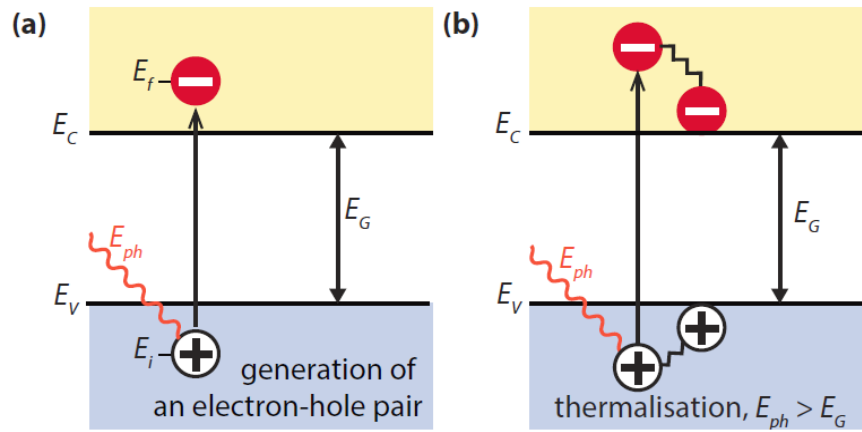 (a)
E_f
E_C
E_G
E_ph
E_V
E_i
generation of
an electron-hole pair
(b)
E_C
E_G
E_ph
E_V
thermalisation, E_ph > E_G